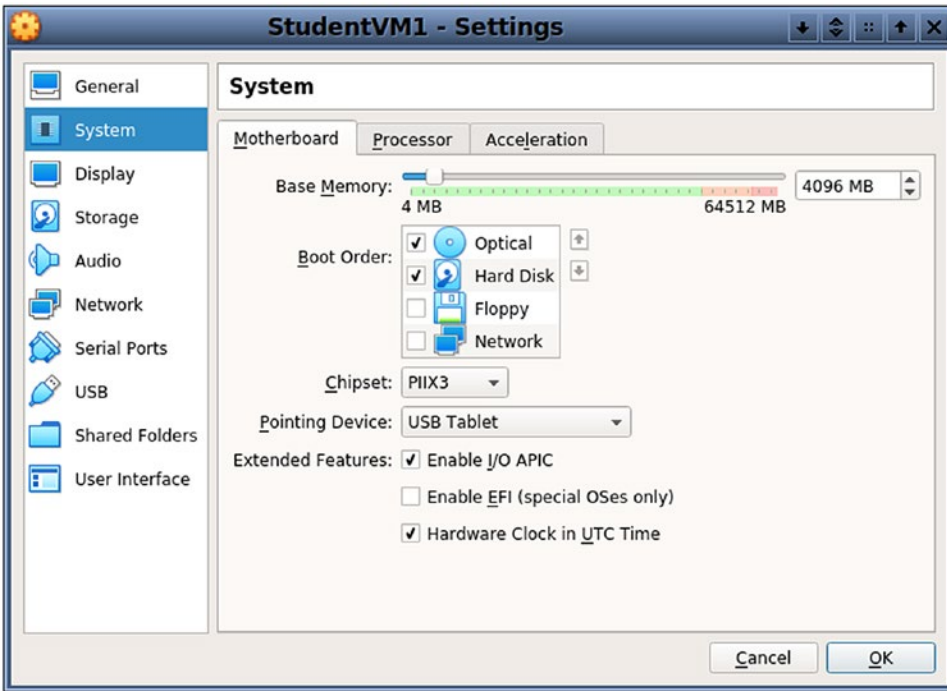 StudentVM1 - Settings
General
System
Display
Storage
Audio
Network
Serial Ports
USB
Shared Folders
User Interface
System
Motherboard Processor Acceleration
Base Memory: 4096 MB
4 MB 64512 MB
Boot Order:
Optical
Hard Disk
Floppy
Network
Chipset: PIIX3
Pointing Device: USB Tablet
Extended Features: Enable I/O APIC
Enable EFI (special OSes only)
Hardware Clock in UTC Time
Cancel OK